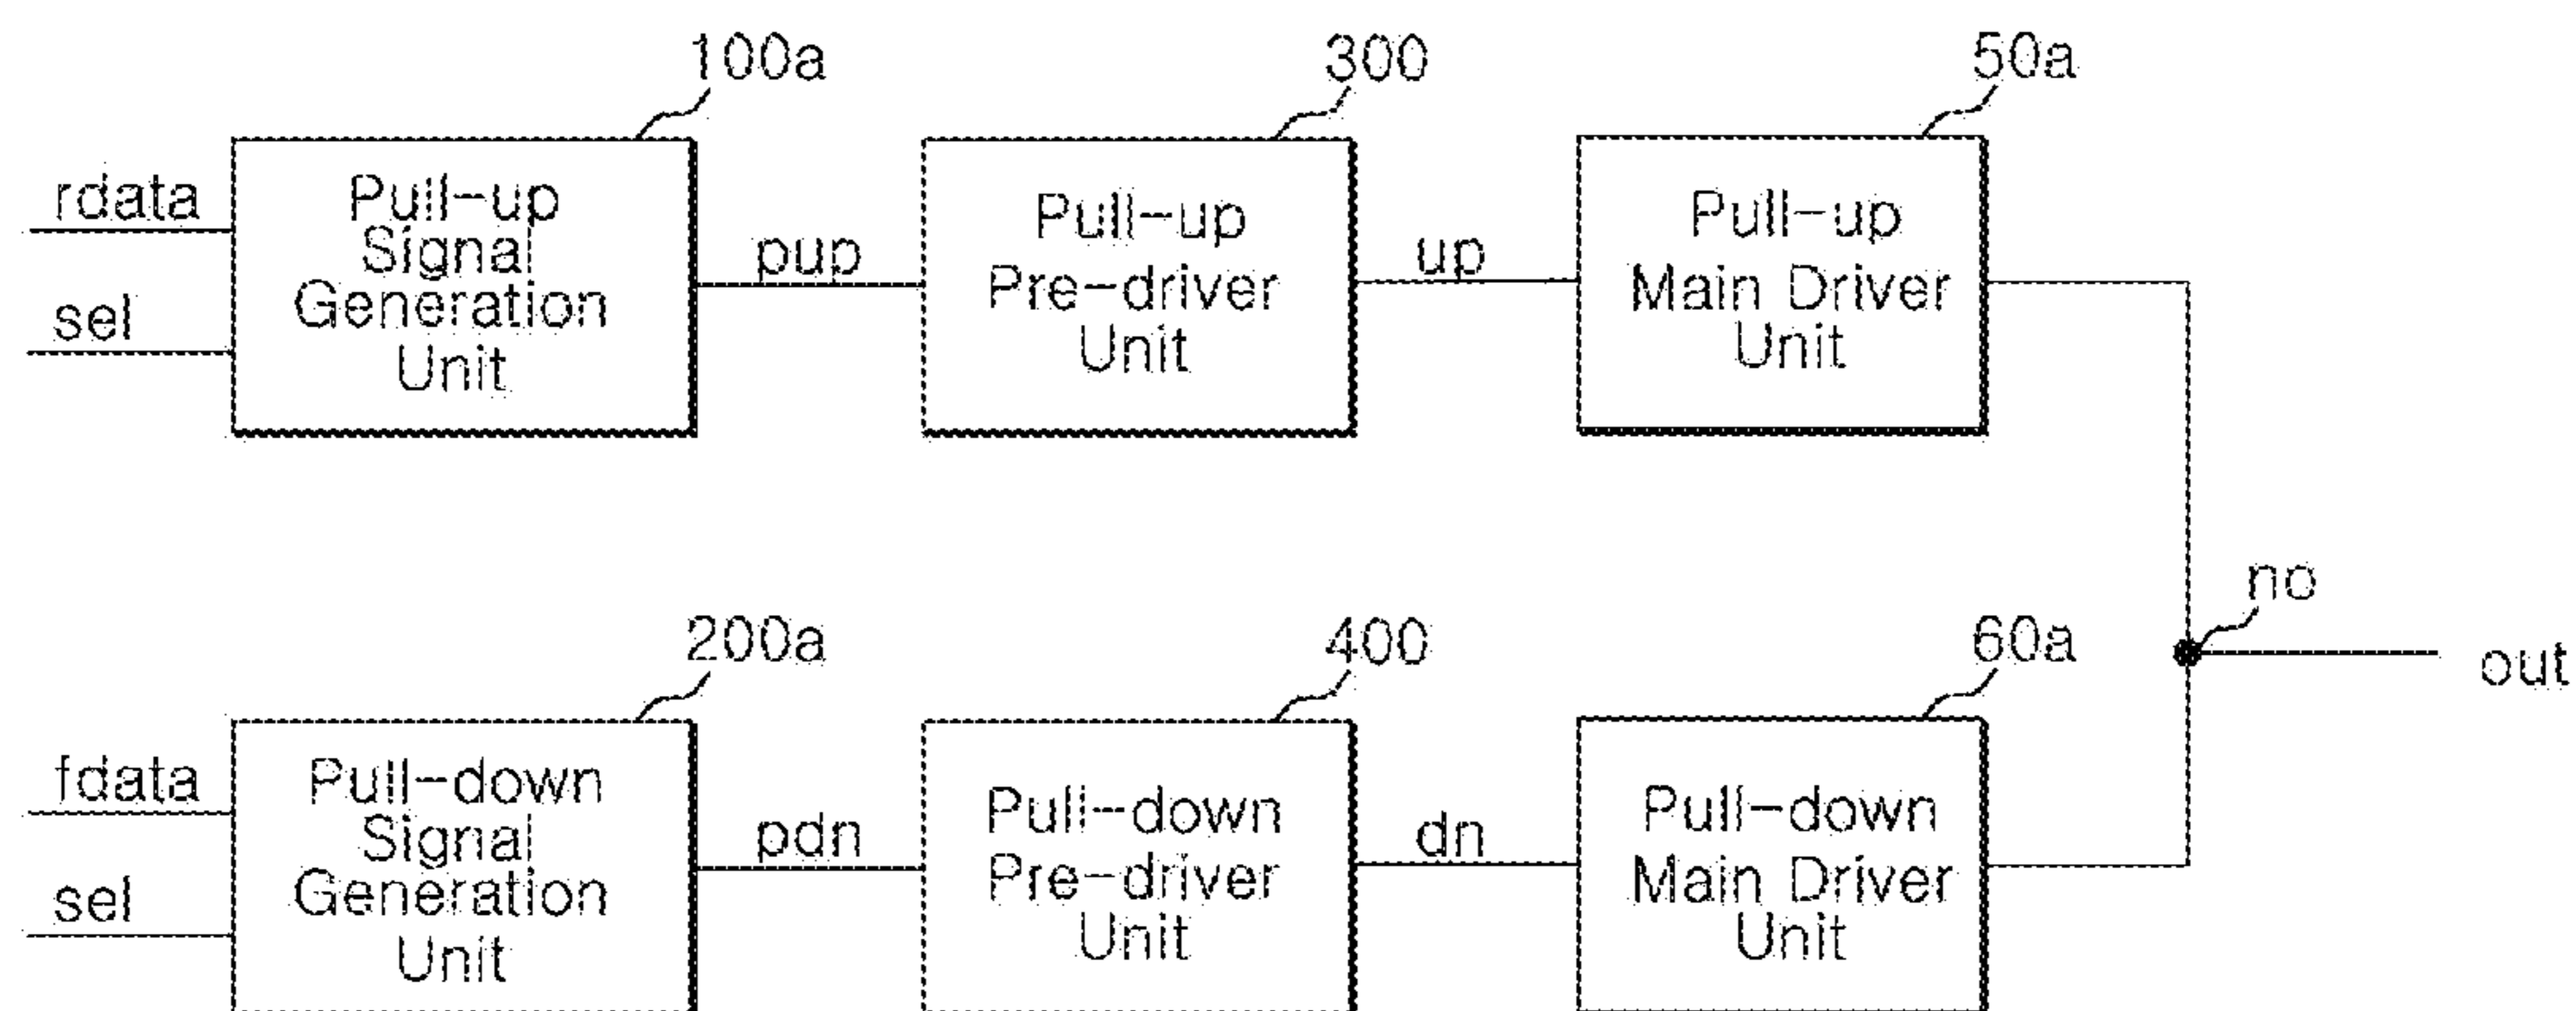 100a
300
50a
rdata
sel
Pull-up
Signal
Generation
Unit
pup
Pull-up
Pre-driver
Unit
up
Pull-up
Main Driver
Unit
no
out
200a
400
60a
fdata
sel
Pull-down
Signal
Generation
Unit
pdn
Pull-down
Pre-driver
Unit
dn
Pull-down
Main Driver
Unit